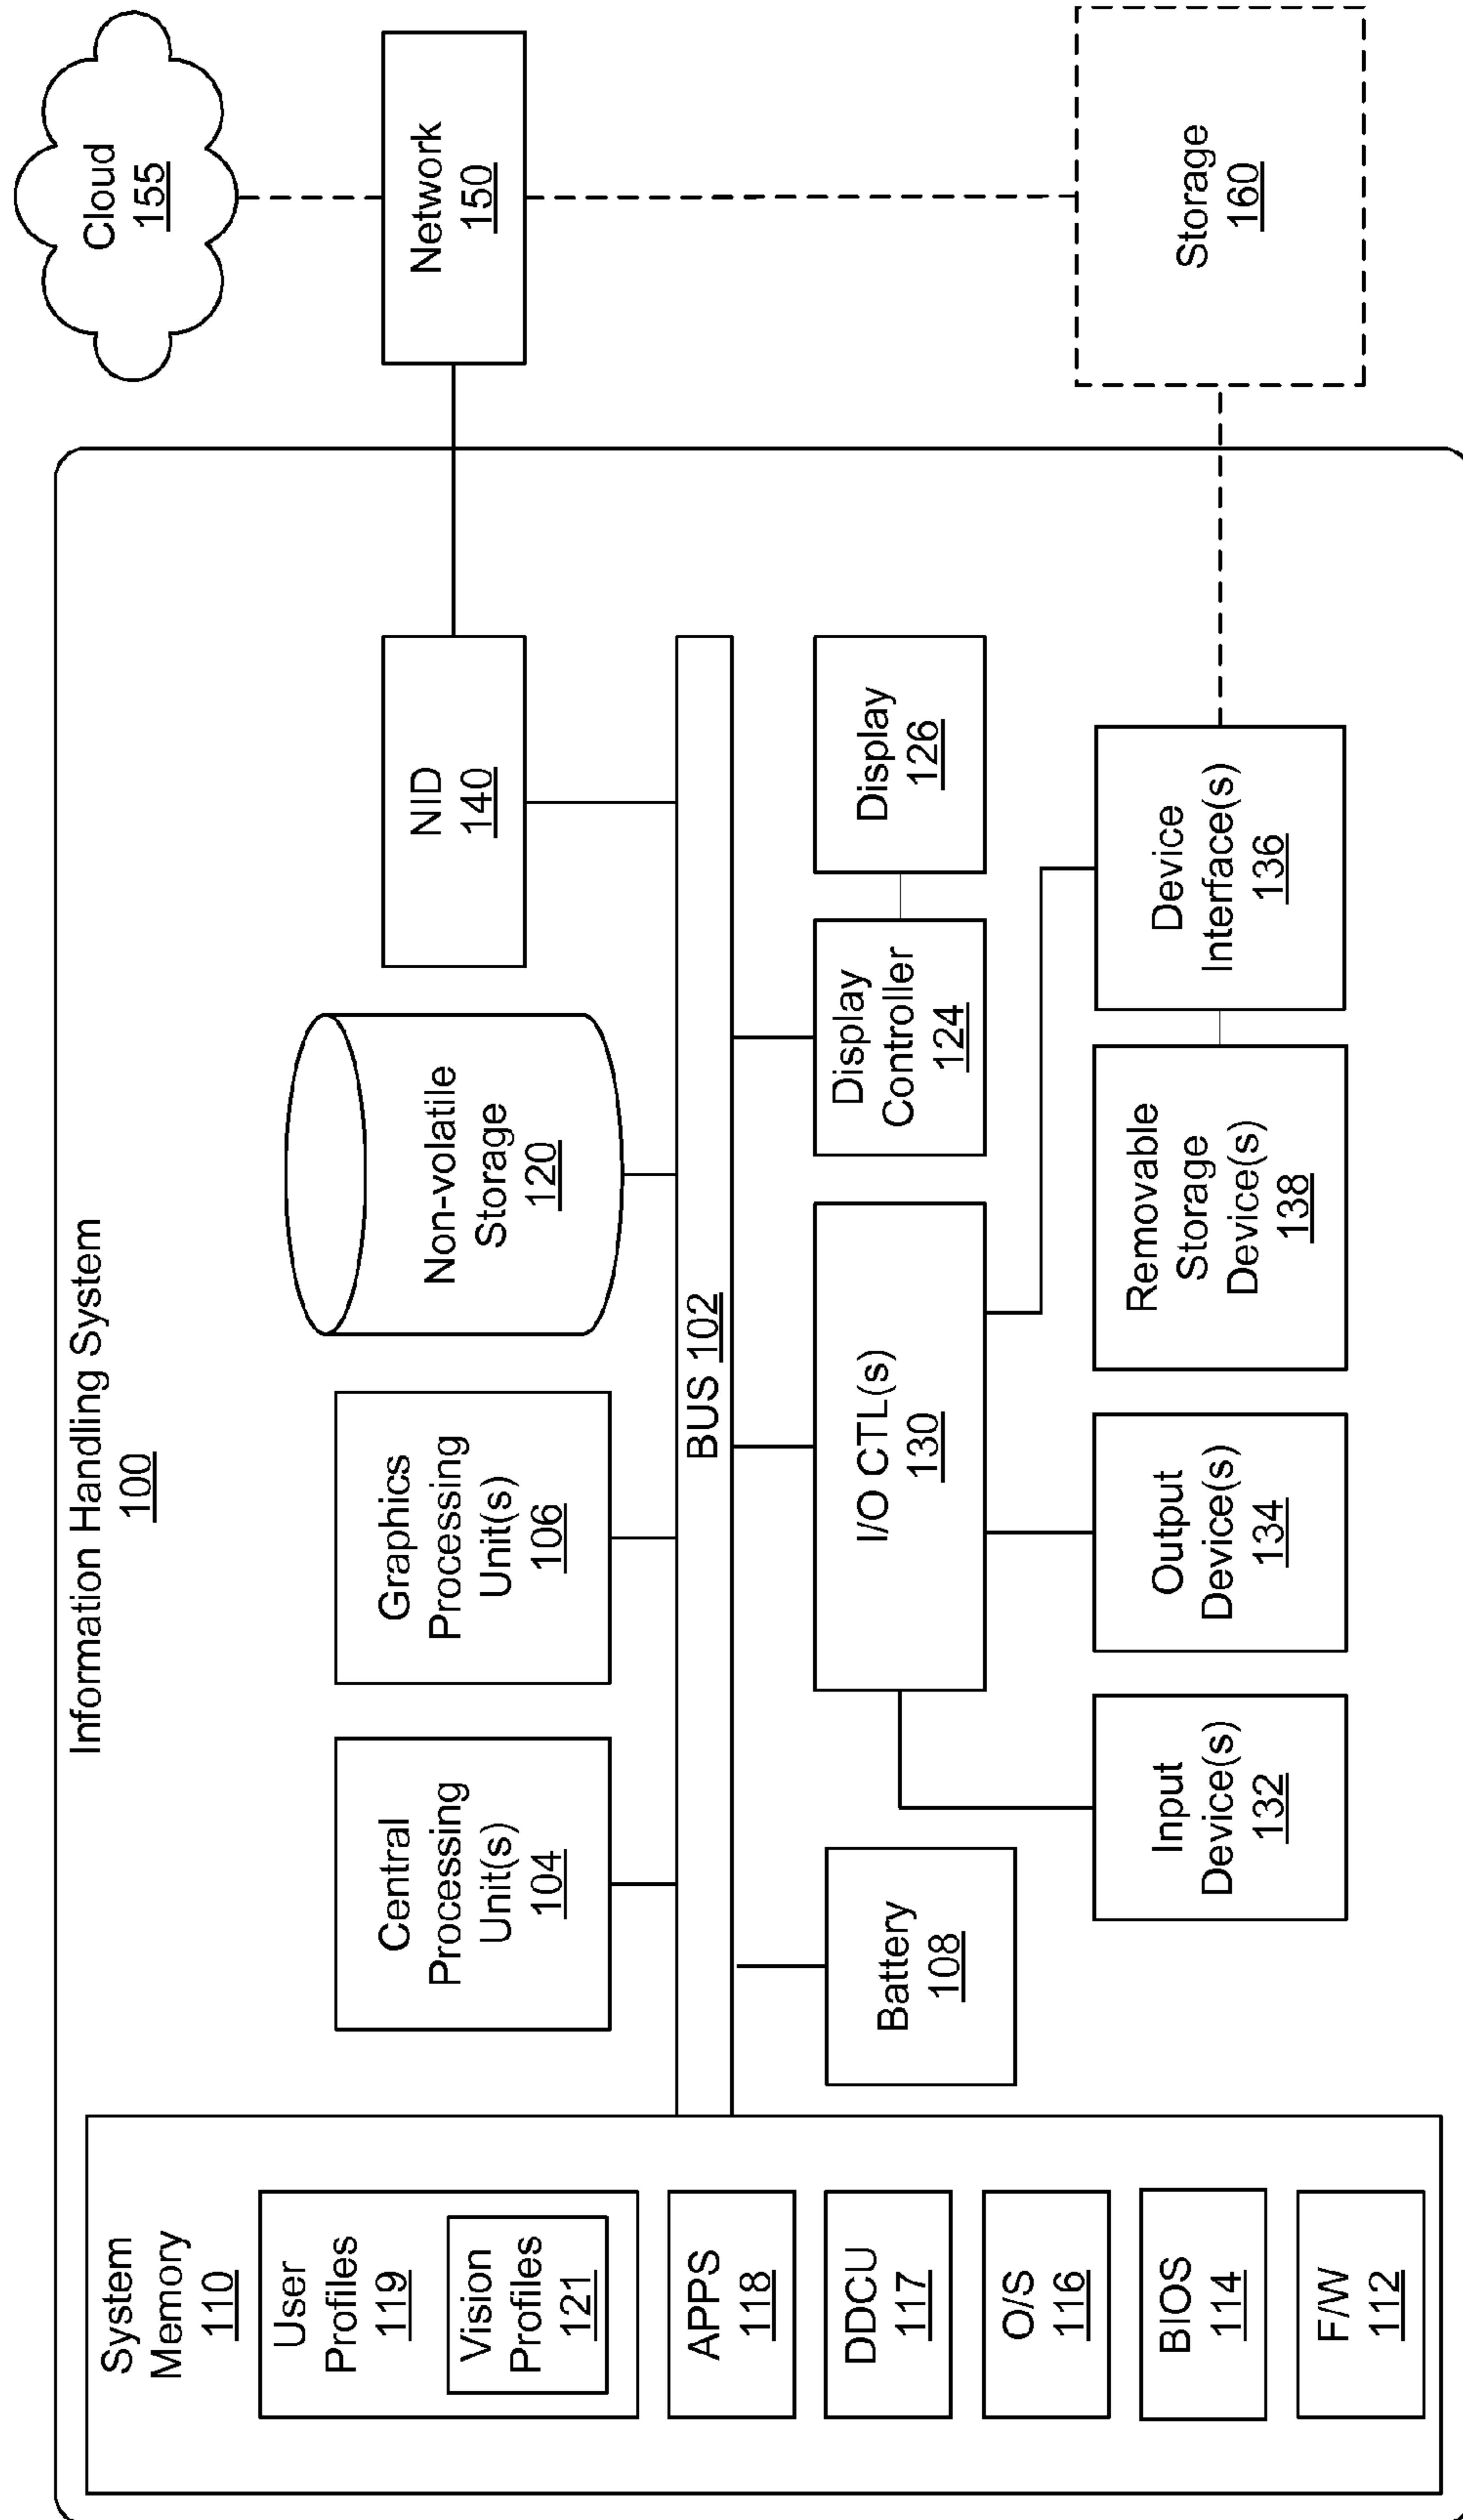 Information Handling System
100
System
Memory
110
User
Profiles
119
Vision
Profiles
121
APPS
118
DDCU
117
O/S
116
BIOS
114
F/W
112
Central
Processing
Unit(s)
104
Graphics
Processing
Unit(s)
106
Non-volatile
Storage
120
NID
140
BUS 102
Battery
108
I/O CTL(s)
130
Display
Controller
124
Display
126
Input
Device(s)
132
Output
Device(s)
134
Removable
Storage
Device(s)
138
Device
Interface(s)
136
Cloud
155
Network
150
Storage
160